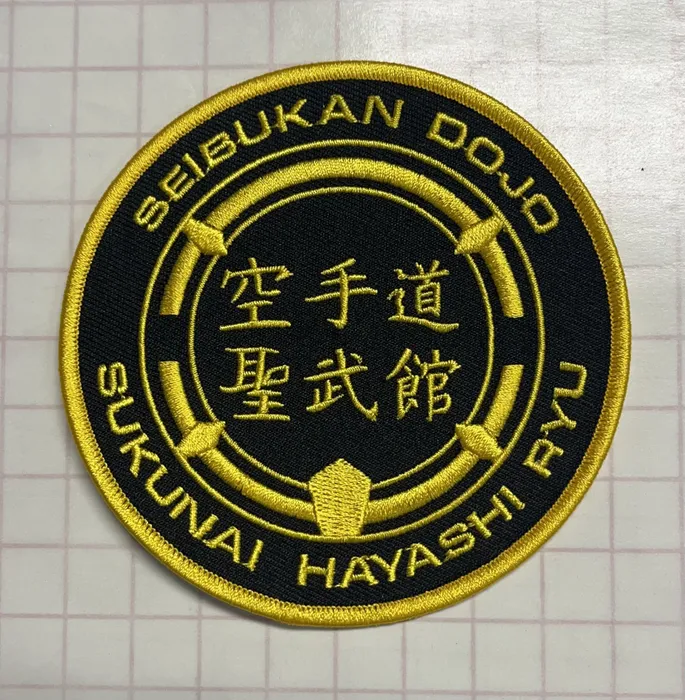 SEIBUKAN DOJO
空手道
聖武館
SUKUNAI HAYASHI RYU